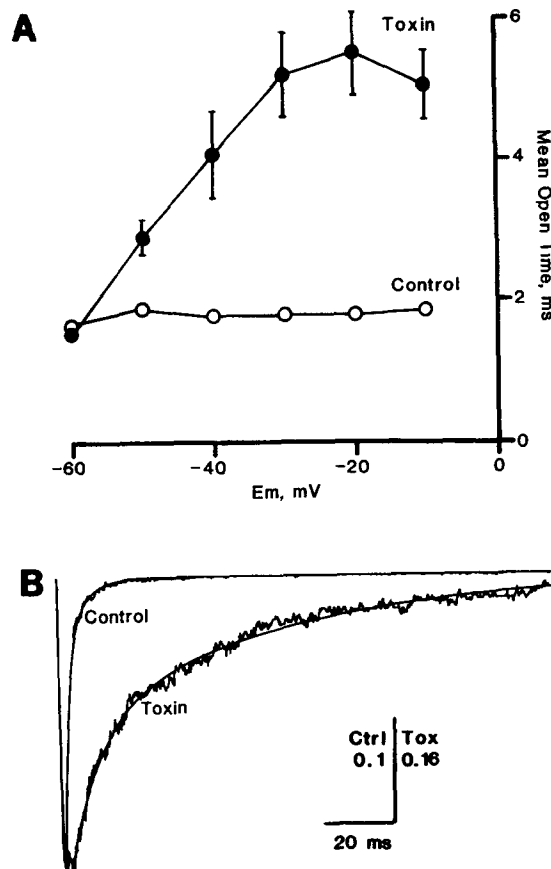 A
Toxin
6
4
2
0
Mean Open Time, ms
Control
-60
-40
-20
0
Em, mV
B
Control
Toxin
Ctrl Tox
0.1 0.16
20 ms